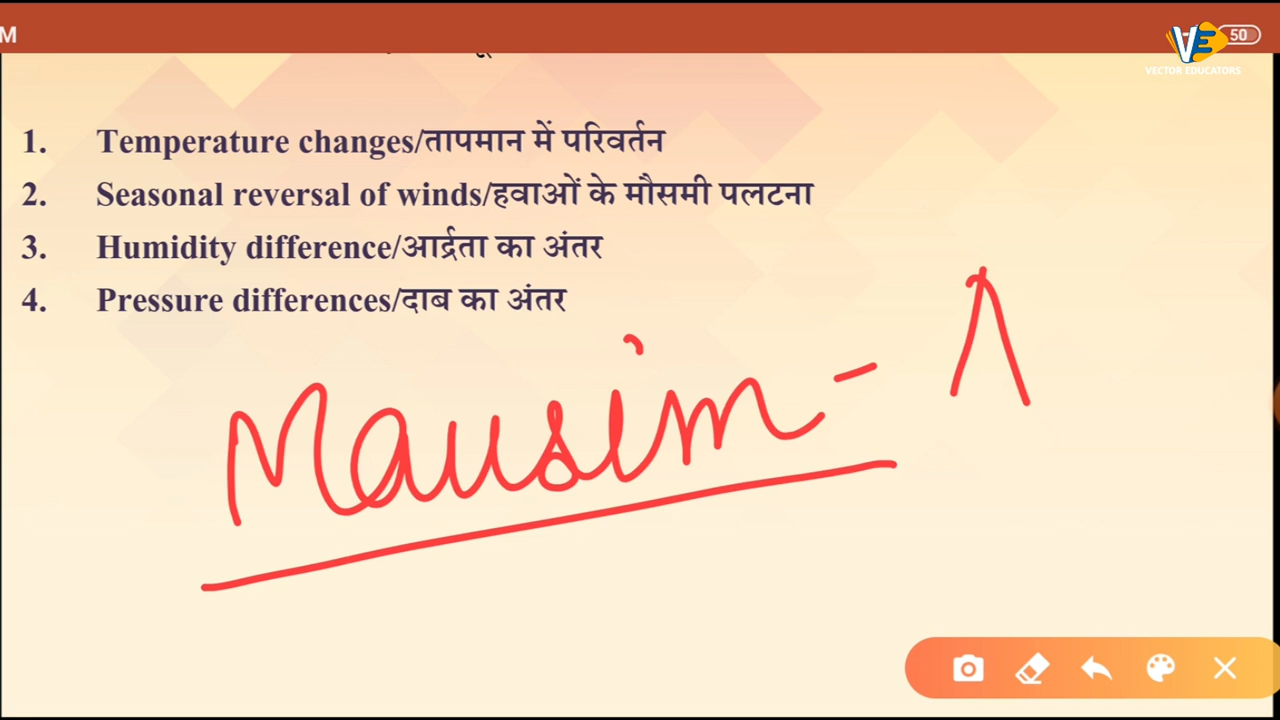 M
50
VECTOR EDUCATORS
1. Temperature changes/तापमान में परिवर्तन
2. Seasonal reversal of winds/हवाओं के मौसमी पलटना
3. Humidity difference/आर्द्रता का अंतर
4. Pressure differences/दाब का अंतर
Mausim -